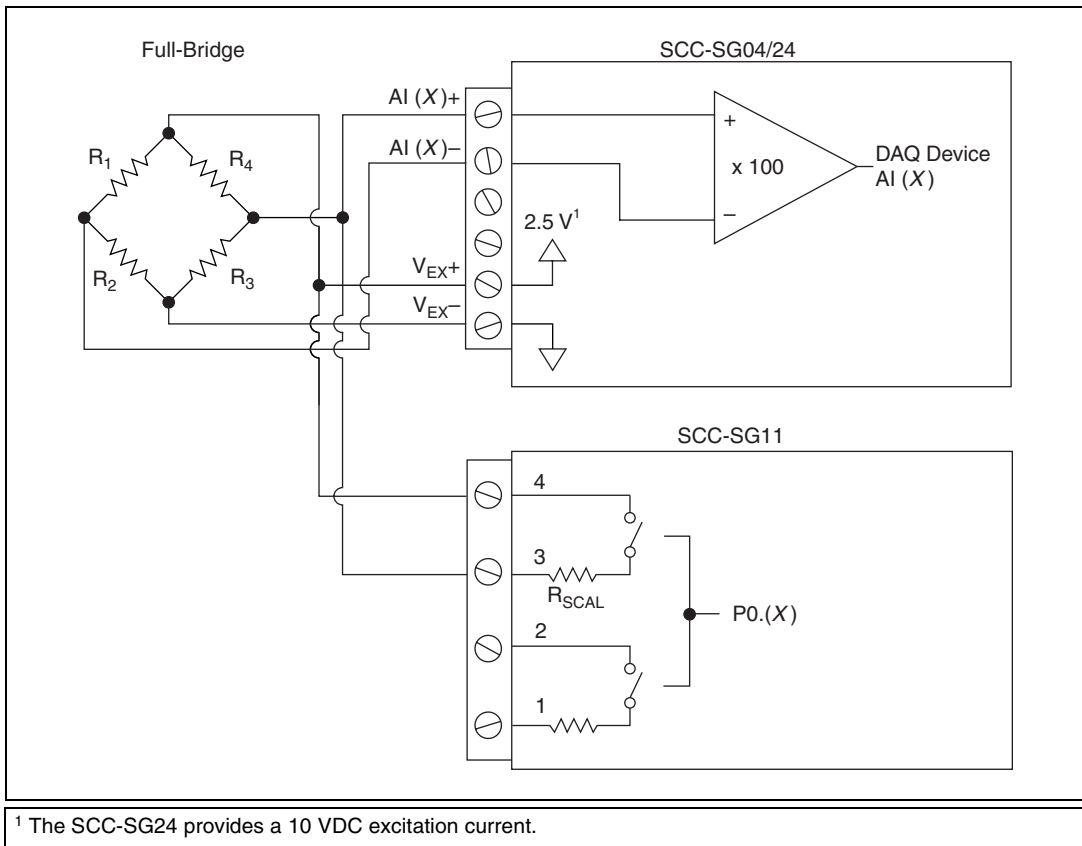 Full-Bridge
SCC-SG04/24
AI (X)+
AI (X)–
R1
R4
R2
R3
+
x 100
–
DAQ Device
AI (X)
2.5 V1
VEX+
VEX–
SCC-SG11
4
3
RSCAL
2
1
P0.(X)
1 The SCC-SG24 provides a 10 VDC excitation current.